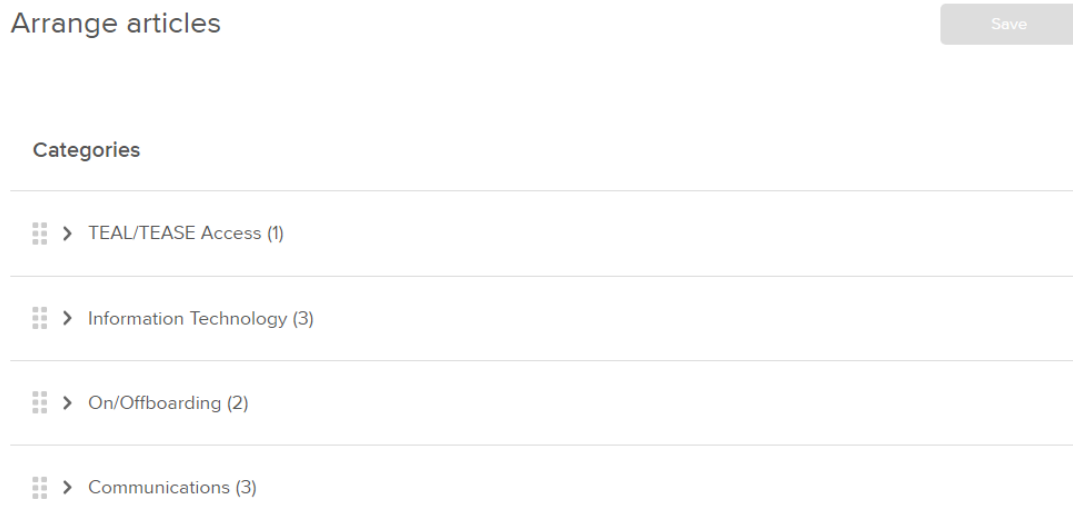 Arrange articles
Save
Categories
TEAL/TEASE Access (1)
Information Technology (3)
On/Offboarding (2)
Communications (3)